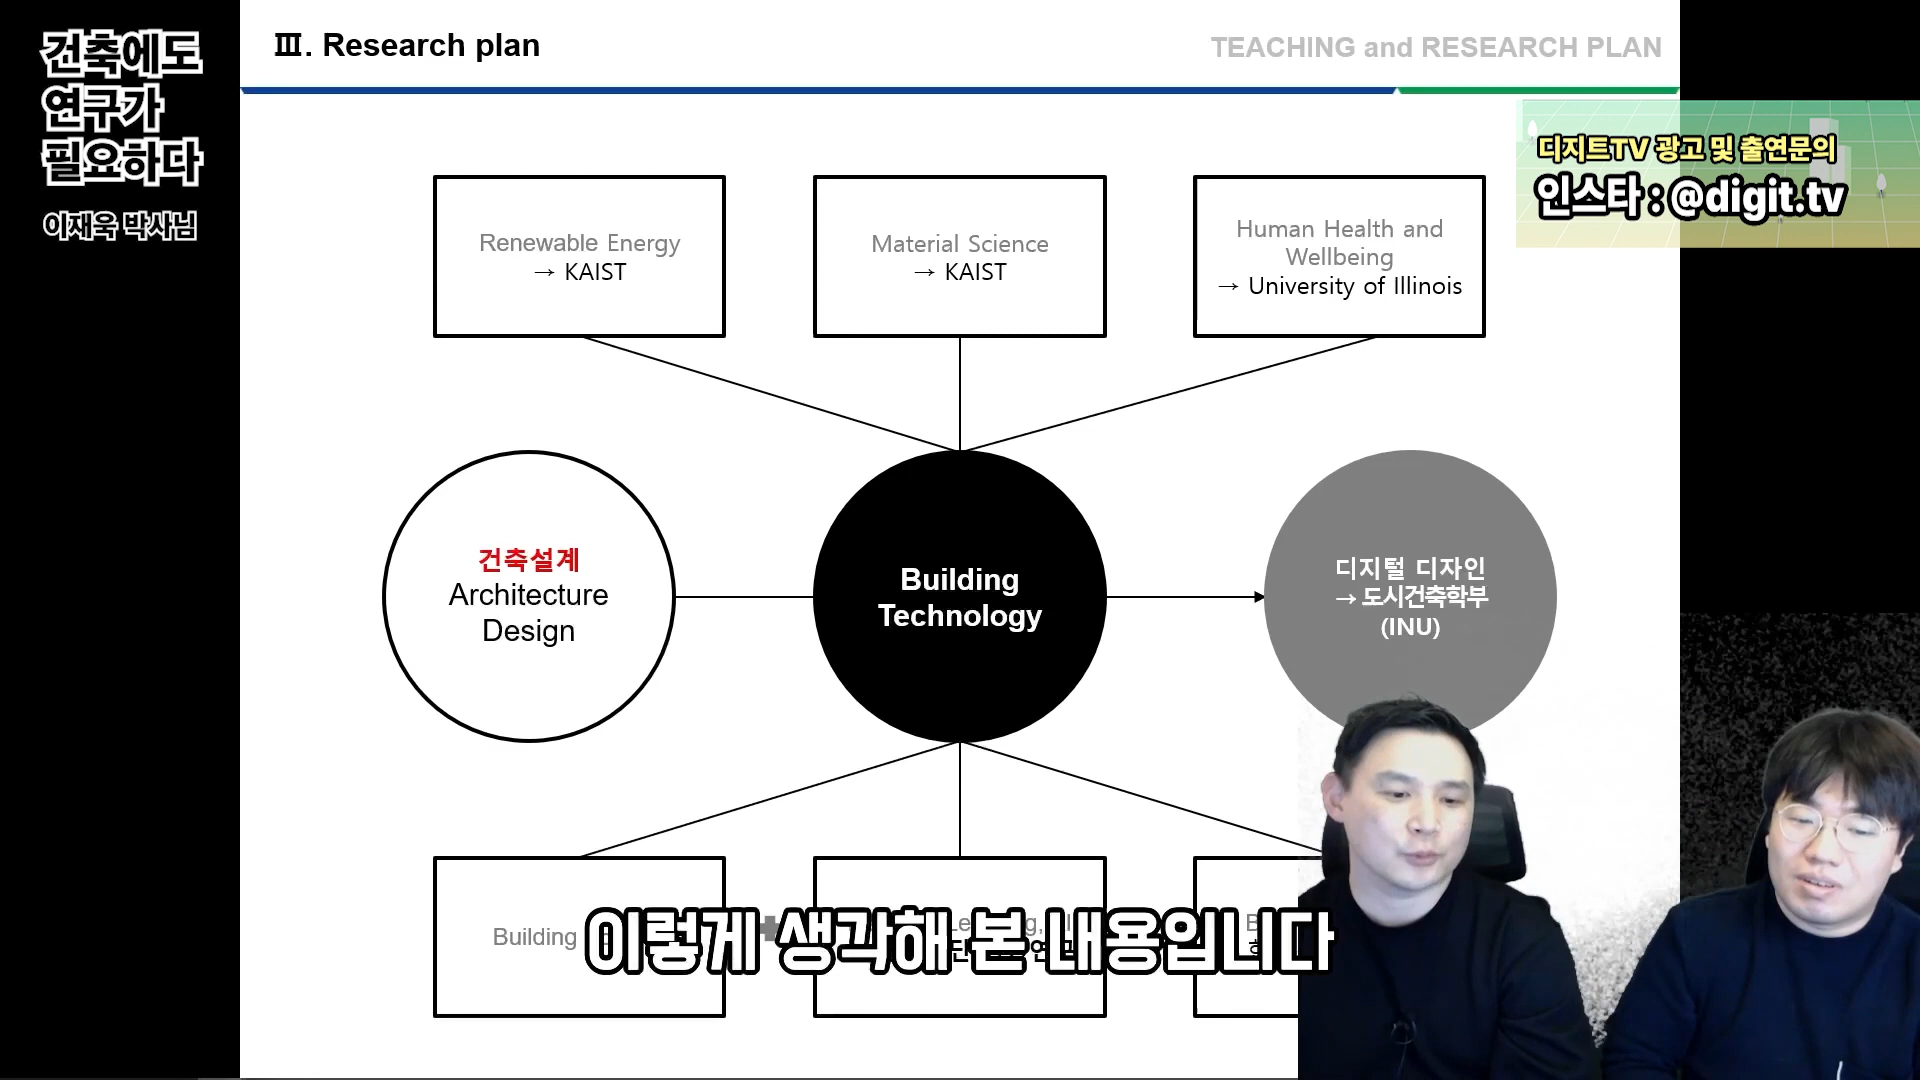 건축에도
연구가
필요하다
이재욱 박사님
Ⅲ. Research plan
TEACHING and RESEARCH PLAN
디지트TV 광고 및 출연문의
인스타 : @digit.tv
Renewable Energy
→ KAIST
Material Science
→ KAIST
Human Health and
Wellbeing
→ University of Illinois
건축설계
Architecture
Design
Building
Technology
디지털 디자인
→ 도시건축학부
(INU)
Building
이렇게 생각해 본 내용입니다